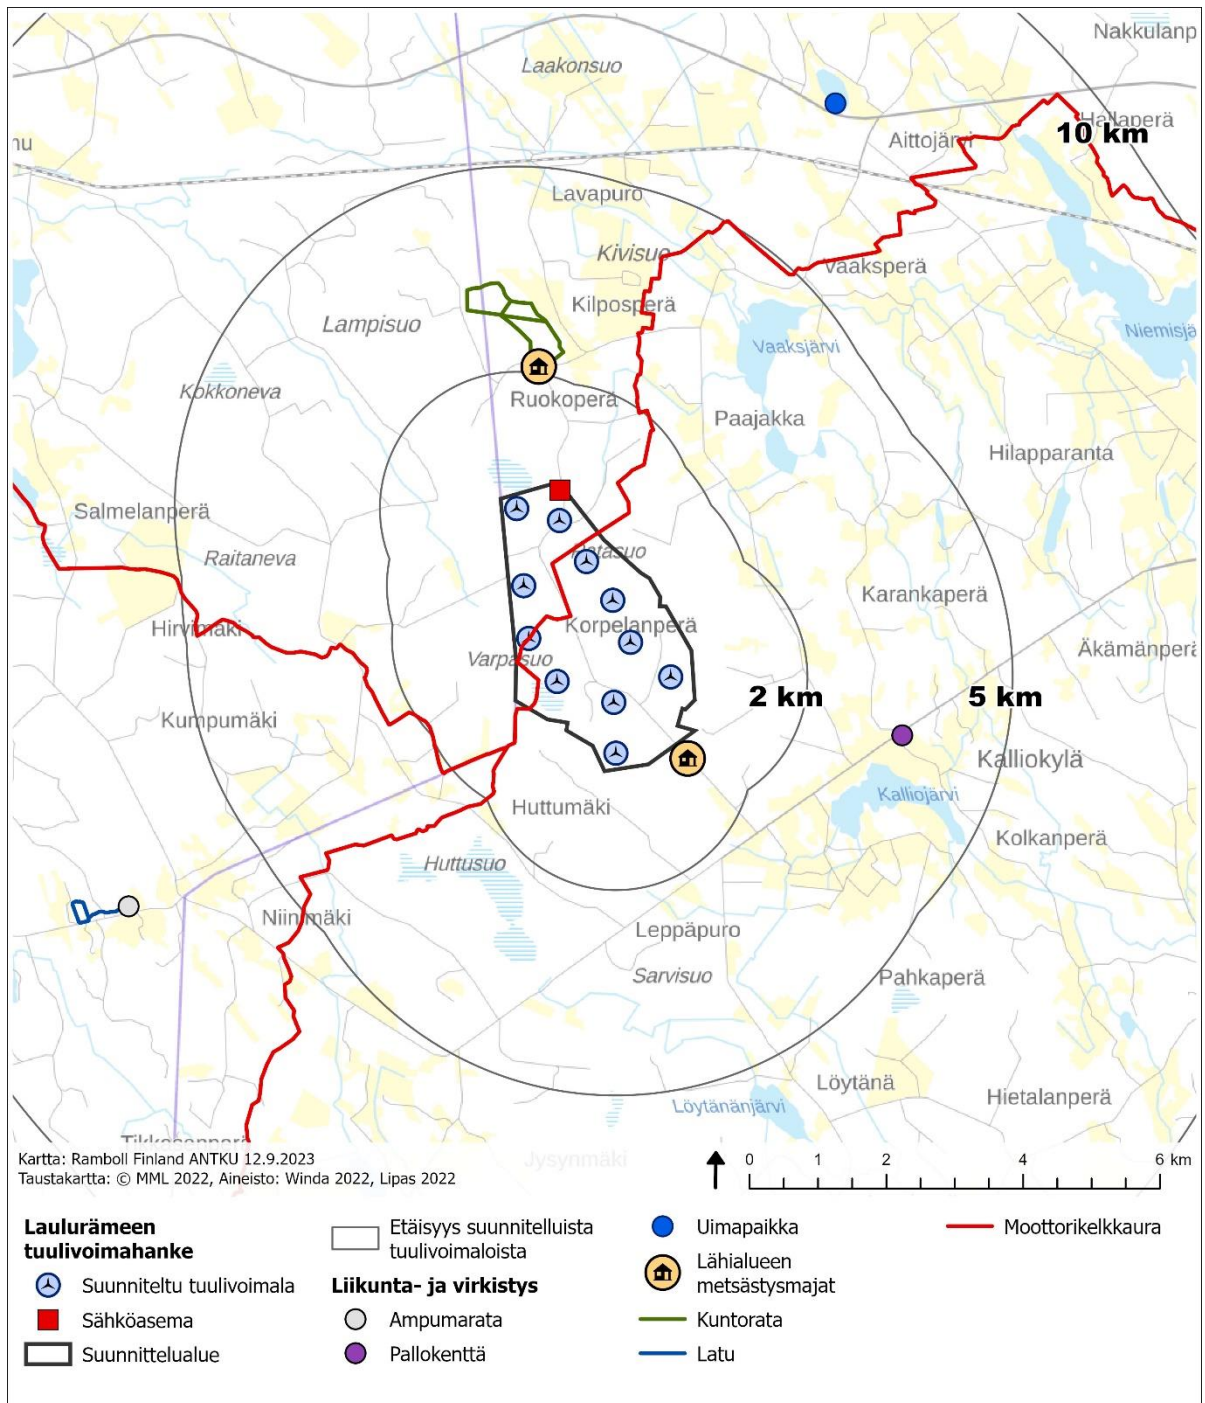 Nakkulanp
Laakonsuo
Hallaperä
10 km
Aittojärvi
nu
Lavapuro
Kivisuo
Vaaksperä
Kilposperä
Lampisuo
Niemisjä
Vaaksjärvi
Kokkoneva
Ruokoperä
Paajakka
Hilapparanta
Salmelanperä
Raitaneva
Patasuo
Karankaperä
Hirvimäki
Korpelanperä
Äkämänperä
Varpasuo
2 km
5 km
Kumpumäki
Kalliokylä
Kalliojärvi
Huttumäki
Kolkanperä
Huttusuo
Niinimäki
Leppäpuro
Sarvisuo
Pahkaperä
Löytänä
Hietalanperä
Löytänänjärvi
Jysynmäki
Kartta: Ramboll Finland ANTKU 12.9.2023
Taustakartta: © MML 2022, Aineisto: Winda 2022, Lipas 2022
0 1 2 4 6 km
Laulurämeen
tuulivoimahanke
Suunniteltu tuulivoimala
Sähköasema
Suunnittelualue
Etäisyys suunnitelluista
tuulivoimaloista
Liikunta- ja virkistys
Ampumarata
Pallokenttä
Uimapaikka
Lähialueen
metsästysmajat
Kuntorata
Latu
Moottorikelkkaura